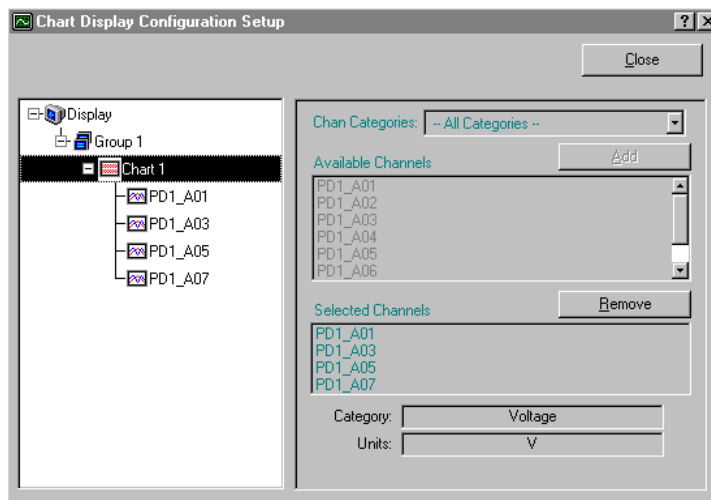 Chart Display Configuration Setup
Close
Display
Group 1
Chart 1
PD1_A01
PD1_A03
PD1_A05
PD1_A07
Chan Categories: -- All Categories --
Available Channels
Add
PD1_A01
PD1_A02
PD1_A03
PD1_A04
PD1_A05
PD1_A06
Selected Channels
Remove
PD1_A01
PD1_A03
PD1_A05
PD1_A07
Category: Voltage
Units: V